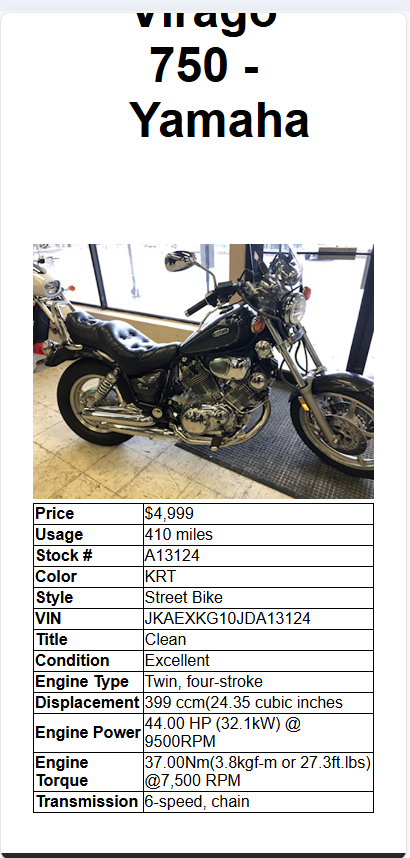 Virago
750 -
Yamaha
Price $4,999
Usage 410 miles
Stock # A13124
Color KRT
Style Street Bike
VIN JKAEXKG10JDA13124
Title Clean
Condition Excellent
Engine Type Twin, four-stroke
Displacement 399 ccm(24.35 cubic inches
Engine Power 44.00 HP (32.1kW) @
9500RPM
Engine 37.00Nm(3.8kgf-m or 27.3ft.lbs)
Torque @7,500 RPM
Transmission 6-speed, chain